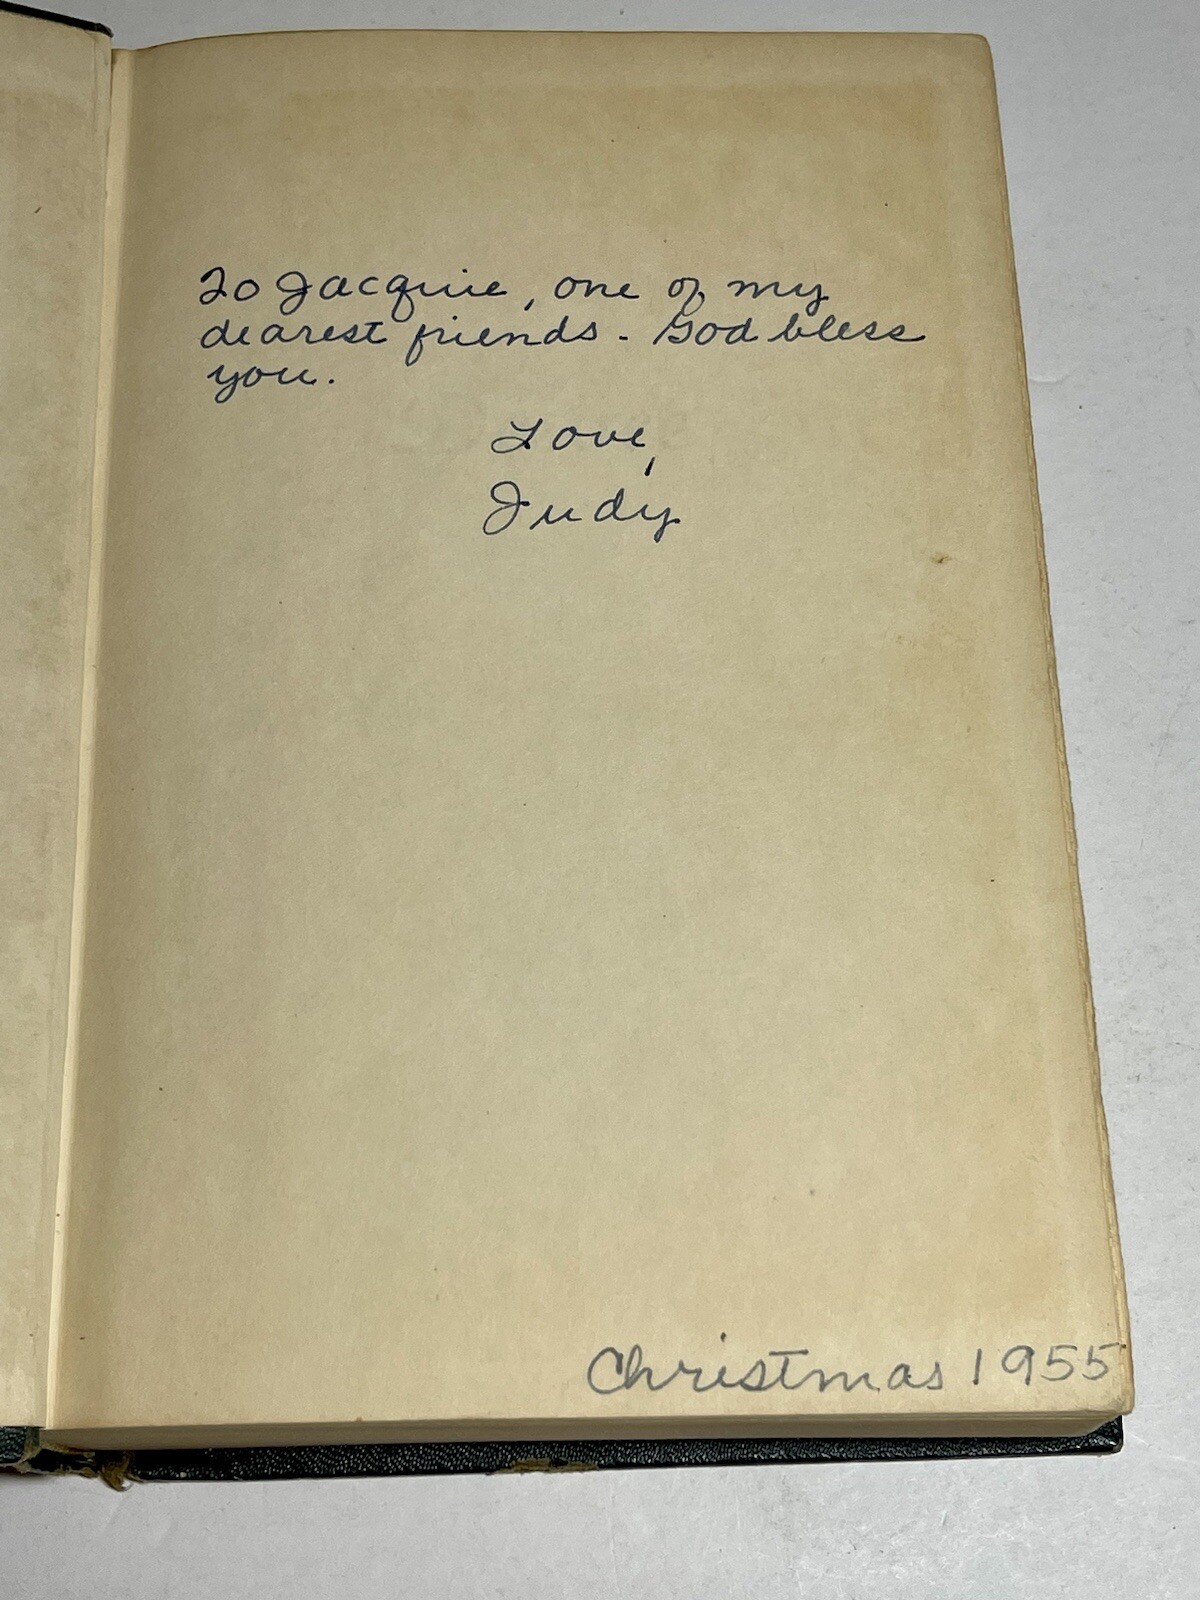 To Jacquie, one of my
dearest friends. God bless
you.
Love,
Judy
Christmas 1955